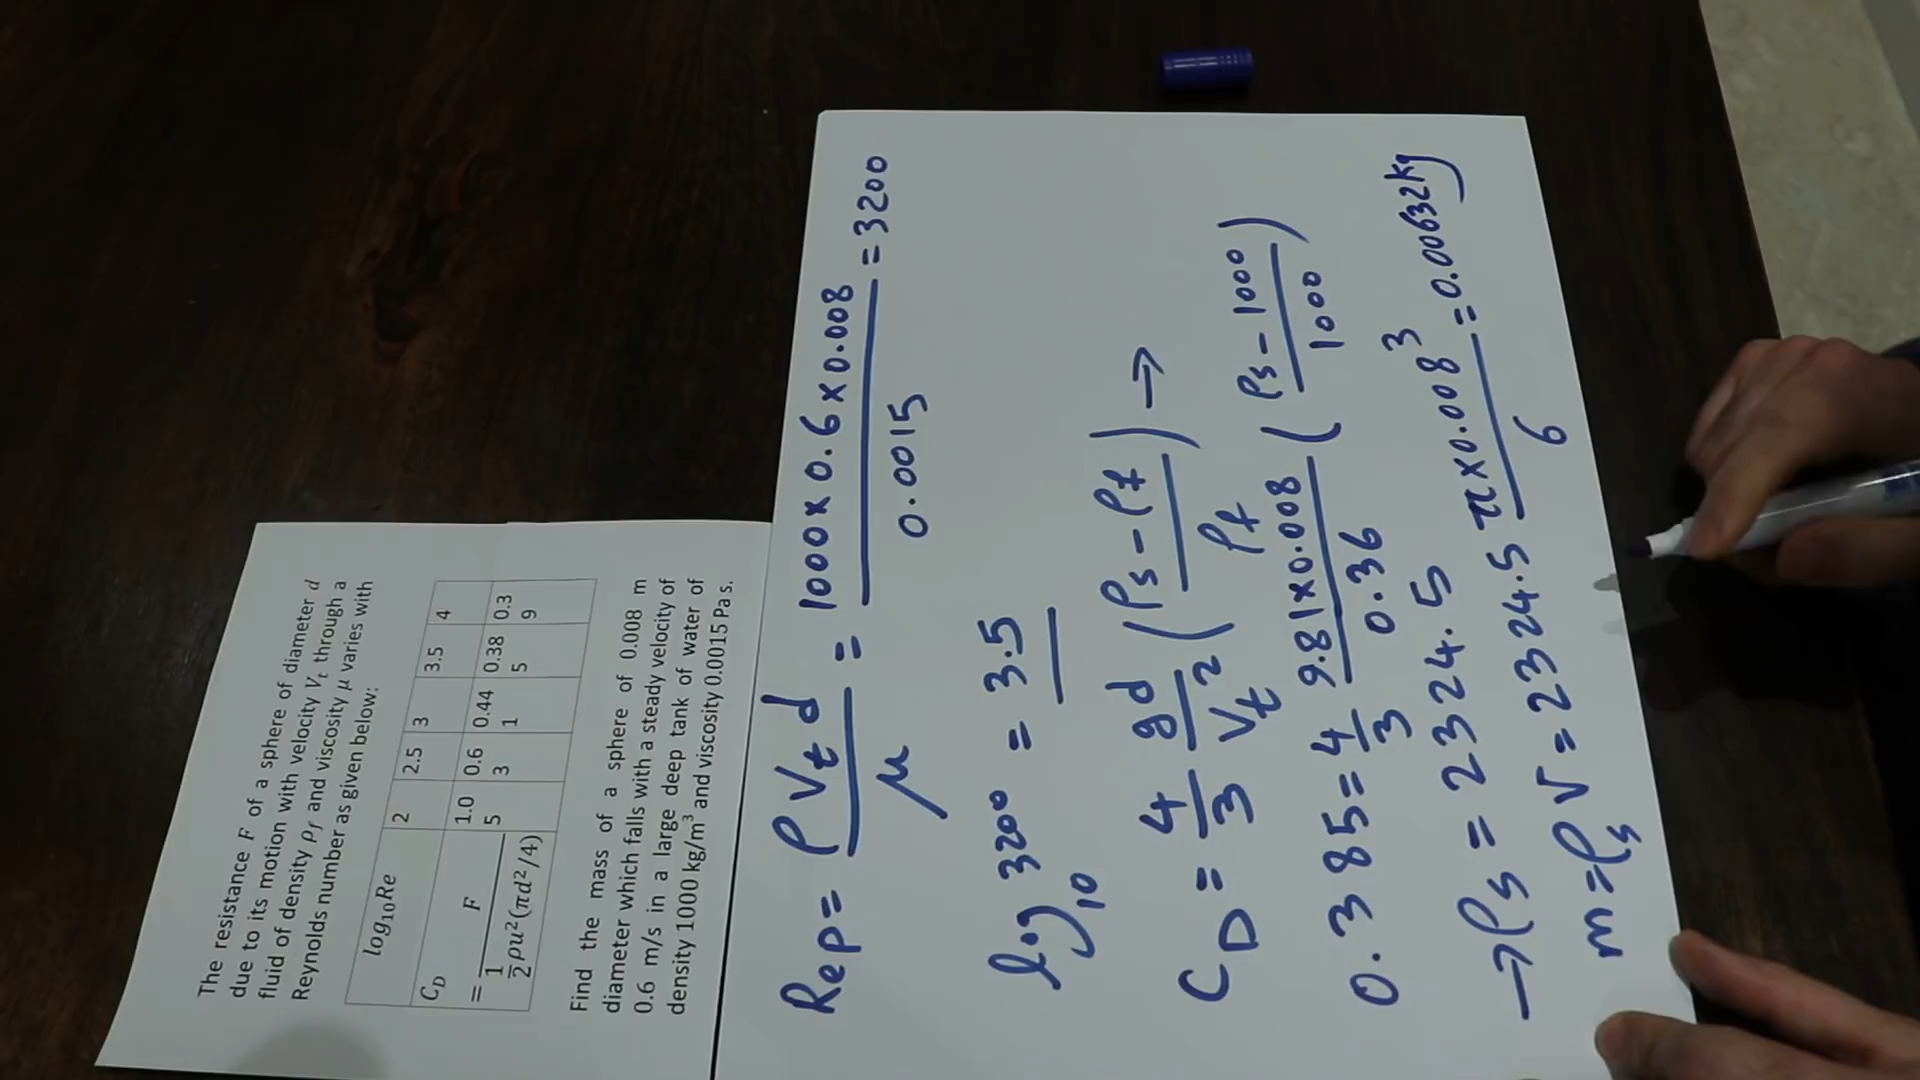 The resistance F of a sphere of diameter d
due to its motion with velocity Vₜ through a
fluid of density ρ_f and viscosity μ varies with
Reynolds number as given below:
log₁₀Re 2 2.5 3 3.5 4
C_D = F / (1/2 ρu²(πd²/4)) 1.05 0.63 0.441 0.385 0.39
Find the mass of a sphere of 0.008 m
diameter which falls with a steady velocity of
0.6 m/s in a large deep tank of water of
density 1000 kg/m³ and viscosity 0.0015 Pa s.
Rep = ρ Vₜ d / μ = 1000 x 0.6 x 0.008 / 0.0015 = 3200
log₁₀ 3200 = 3.5
C_D = 4/3 gd/Vₜ² (ρs - ρf / ρf) →
0.385 = 4/3 9.81 x 0.008 / 0.36 (ρs - 1000 / 1000)
→ ρs = 2324.5
m = ρs V = 2324.5 π x 0.008³ / 6 = 0.00632 kg